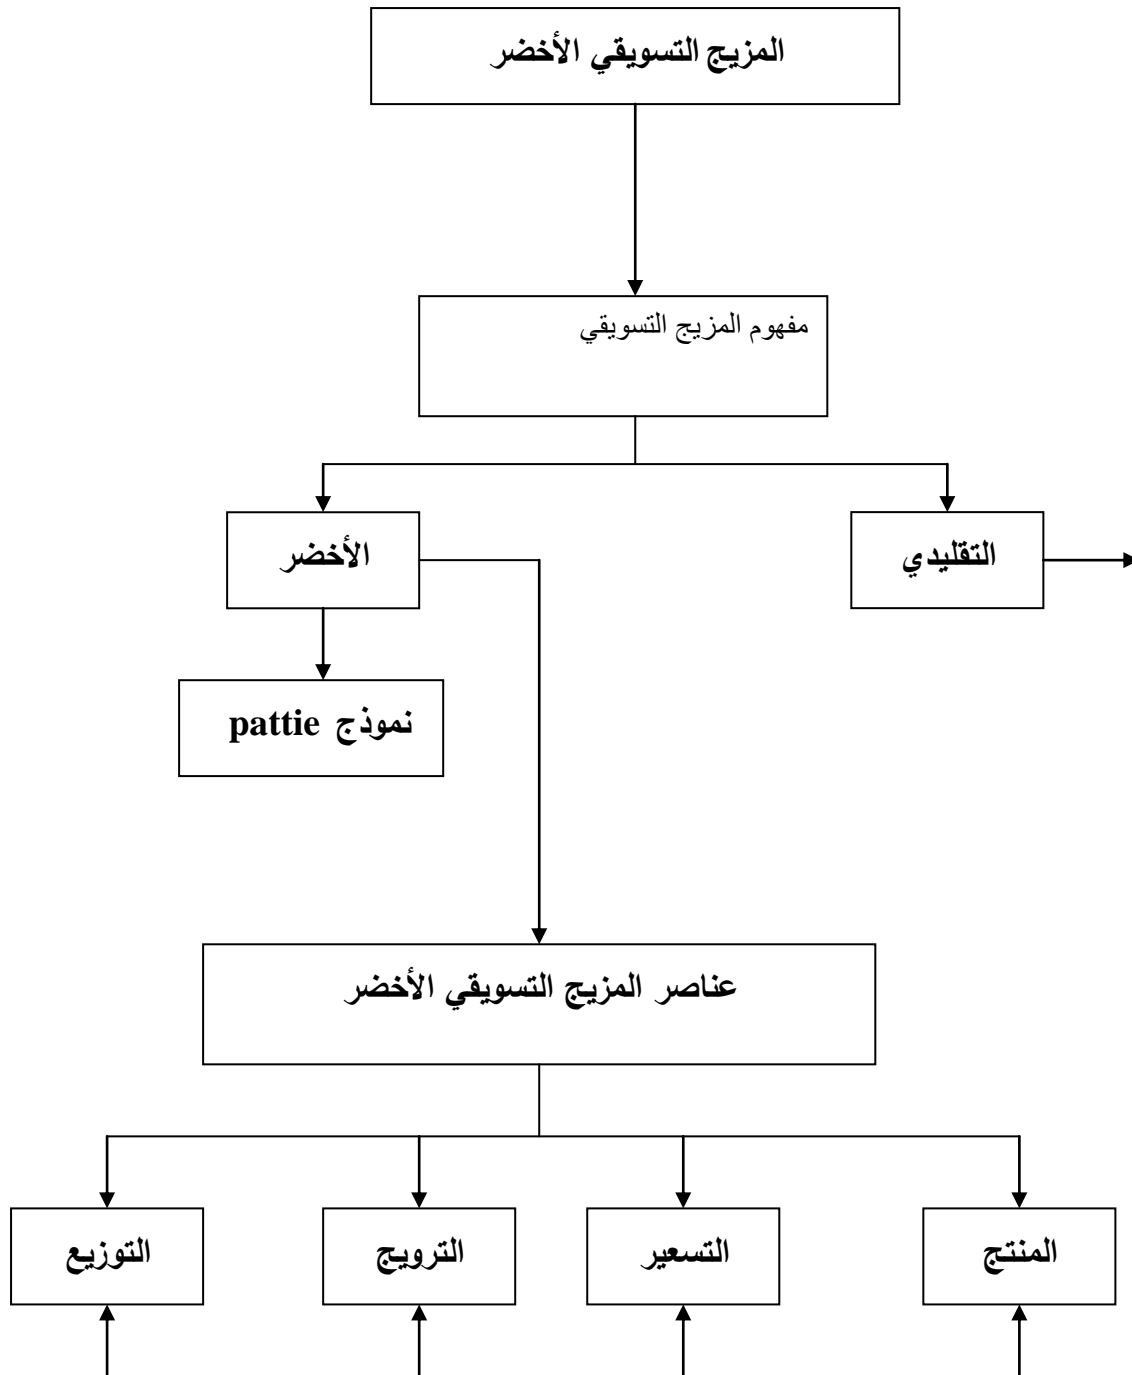 المزيج التسويقي الأخضر
مفهوم المزيج التسويقي
التقليدي
الأخضر
نموذج pattie
عناصر المزيج التسويقي الأخضر
المنتج
التسعير
الترويج
التوزيع